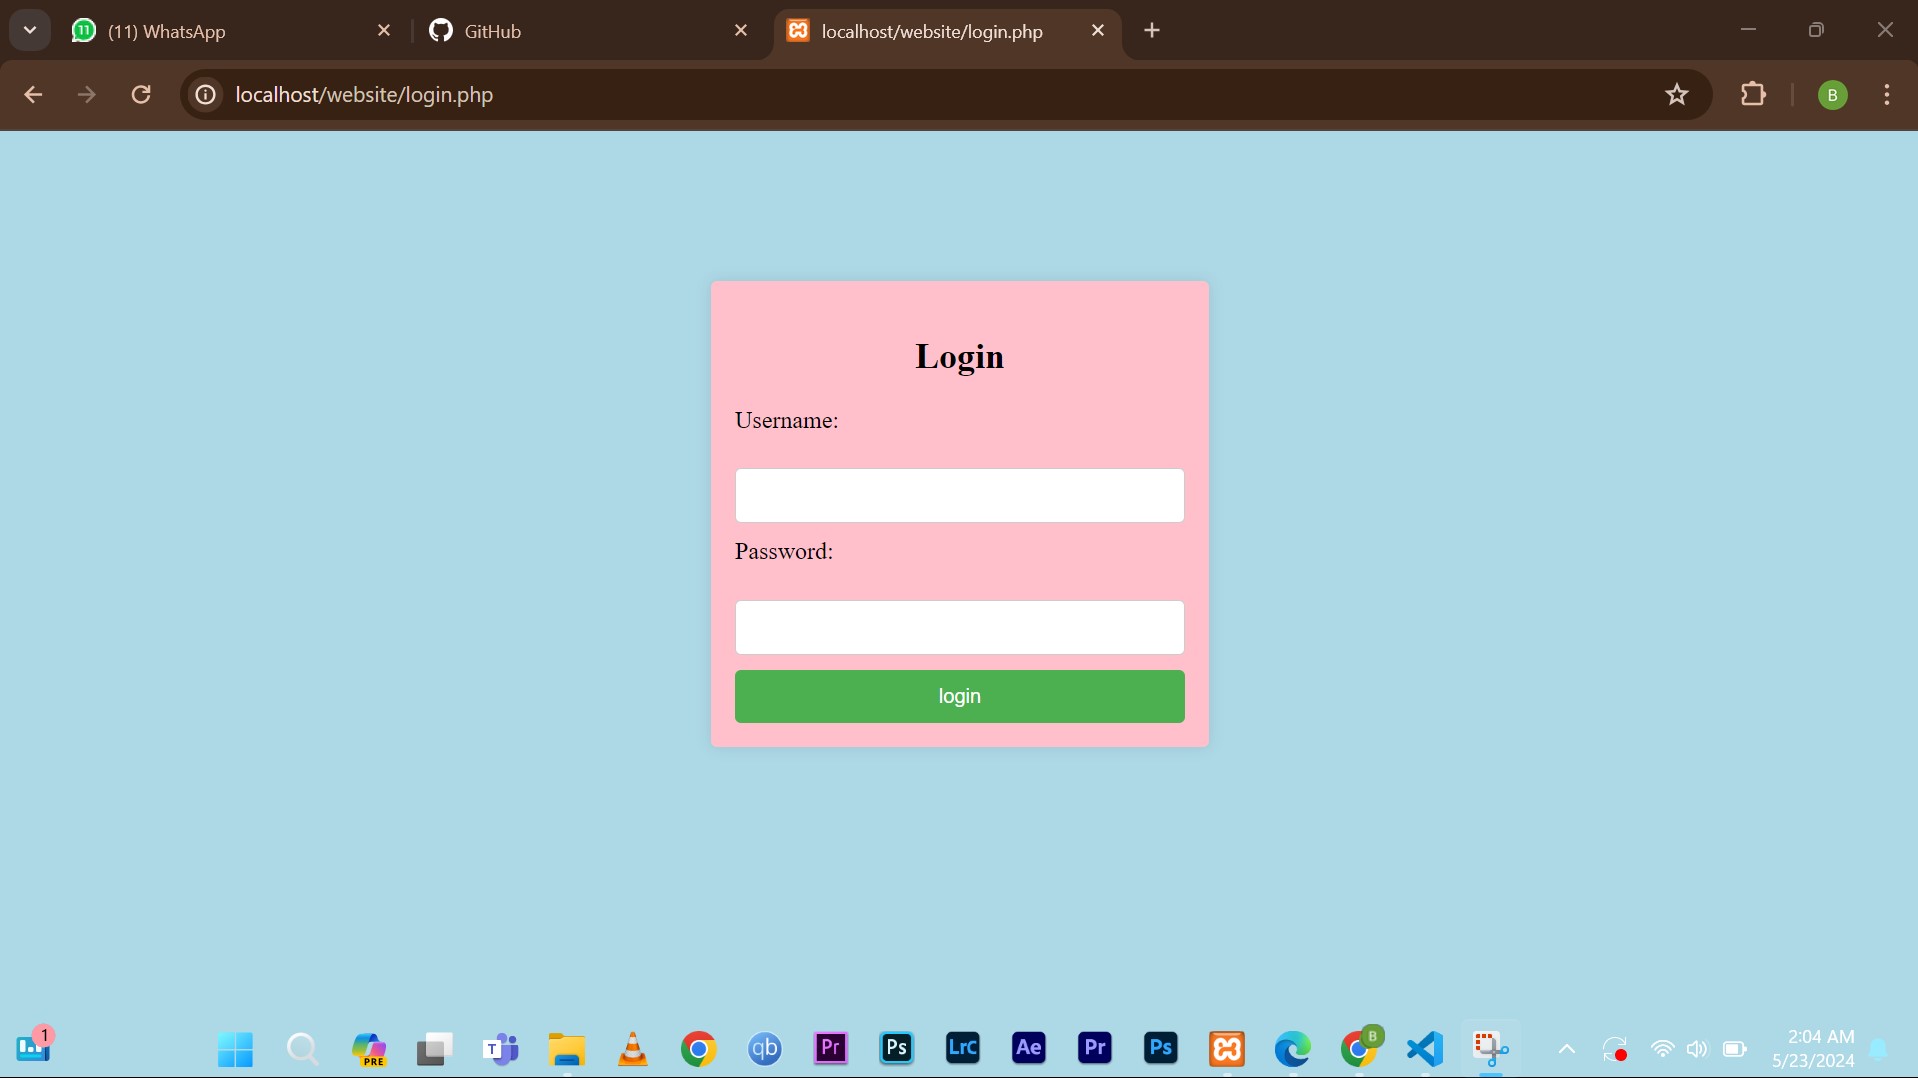 (11) WhatsApp
GitHub
localhost/website/login.php
localhost/website/login.php
B
Login
Username:
Password:
login
1
PRE
T
qb
Pr
Ps
LrC
Ae
Pr
Ps
B
2:04 AM
5/23/2024